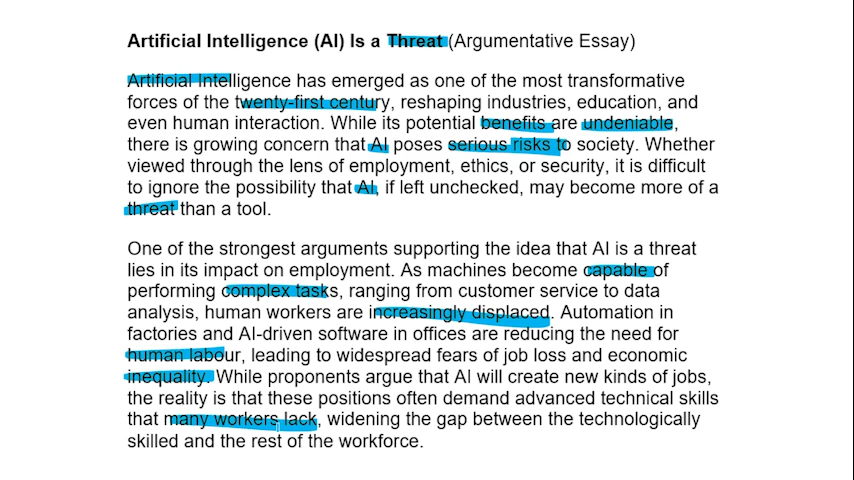 Artificial Intelligence (AI) Is a Threat (Argumentative Essay)
Artificial Intelligence has emerged as one of the most transformative
forces of the twenty-first century, reshaping industries, education, and
even human interaction. While its potential benefits are undeniable,
there is growing concern that AI poses serious risks to society. Whether
viewed through the lens of employment, ethics, or security, it is difficult
to ignore the possibility that AI, if left unchecked, may become more of a
threat than a tool.
One of the strongest arguments supporting the idea that AI is a threat
lies in its impact on employment. As machines become capable of
performing complex tasks, ranging from customer service to data
analysis, human workers are increasingly displaced. Automation in
factories and AI-driven software in offices are reducing the need for
human labour, leading to widespread fears of job loss and economic
inequality. While proponents argue that AI will create new kinds of jobs,
the reality is that these positions often demand advanced technical skills
that many workers lack, widening the gap between the technologically
skilled and the rest of the workforce.